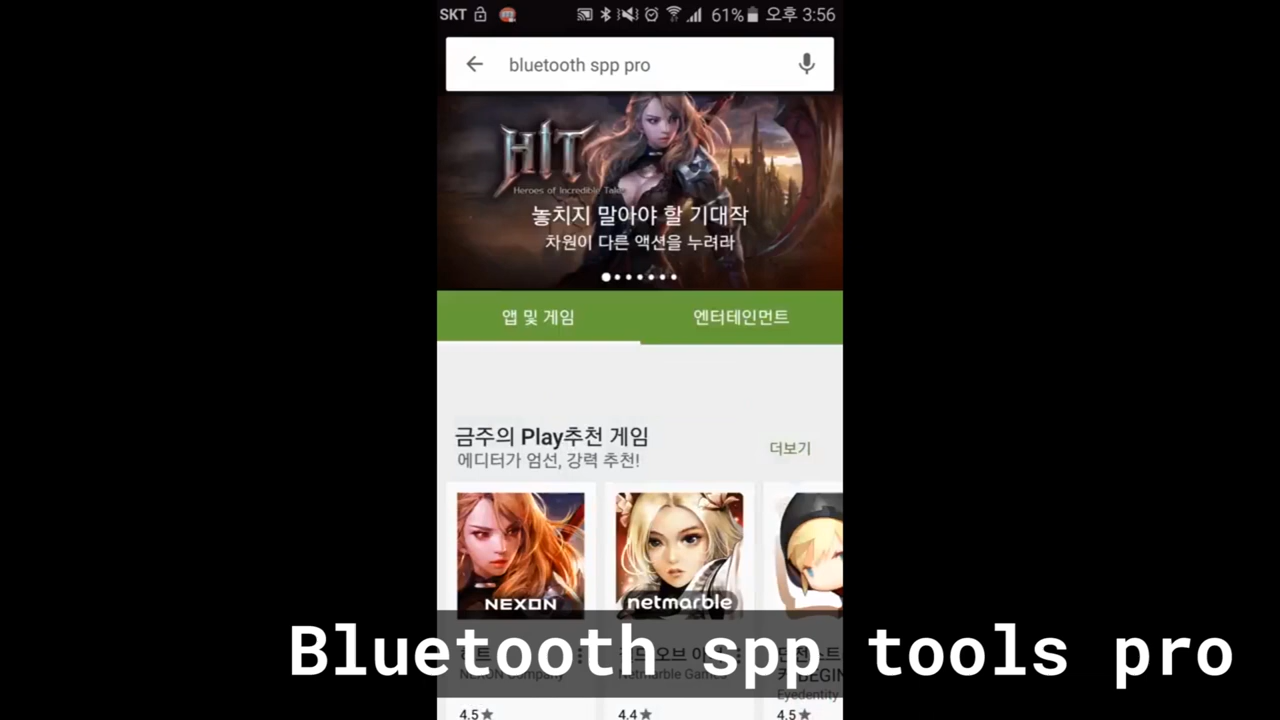 SKT 61% 오후 3:56
bluetooth spp pro
HIT
Heroes of Incredible Tales
놓치지 말아야 할 기대작
차원이 다른 액션을 누려라
앱 및 게임 엔터테인먼트
금주의 Play추천 게임
에디터가 엄선, 강력 추천! 더보기
NEXON netmarble
Bluetooth spp tools pro
NEXON Company Netmarble Games Eyedentity
4.5★ 4.4★ 4.5★